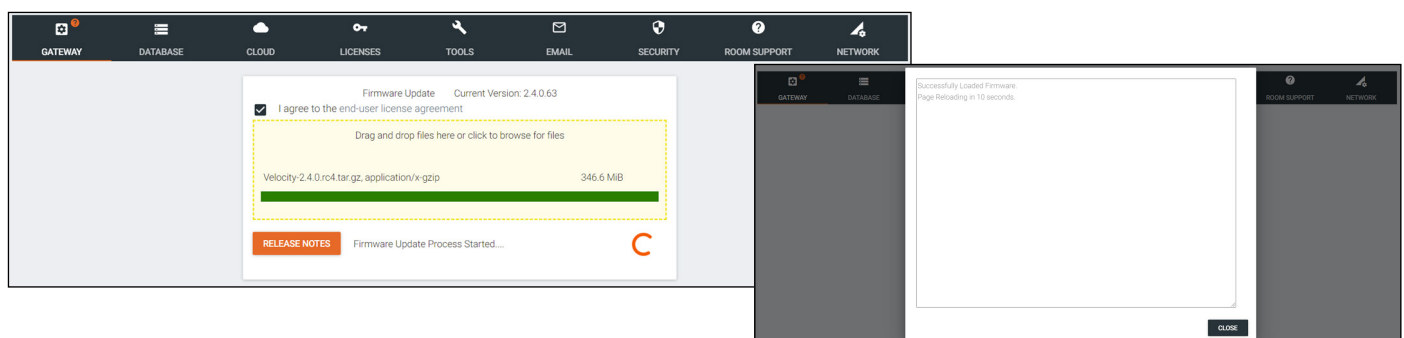 GATEWAY DATABASE CLOUD LICENSES TOOLS EMAIL SECURITY ROOM SUPPORT NETWORK
Firmware Update Current Version: 2.4.0.63
I agree to the end-user license agreement
Drag and drop files here or click to browse for files
Velocity-2.4.0.rc4.tar.gz, application/x-gzip 346.6 MiB
RELEASE NOTES Firmware Update Process Started....
GATEWAY DATABASE ROOM SUPPORT NETWORK
Successfully Loaded Firmware.
Page Reloading in 10 seconds.
CLOSE